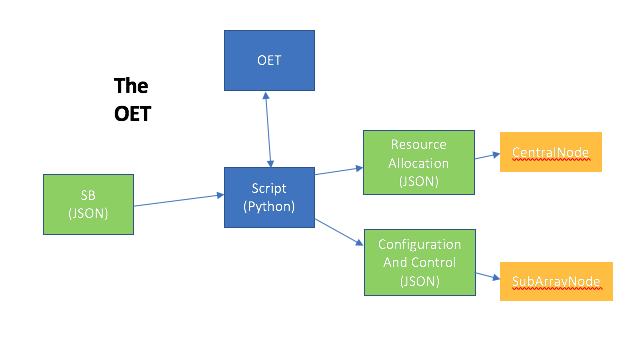 The
OET
OET
SB
(JSON)
Script
(Python)
Resource
Allocation
(JSON)
CentralNode
Configuration
And Control
(JSON)
SubArrayNode